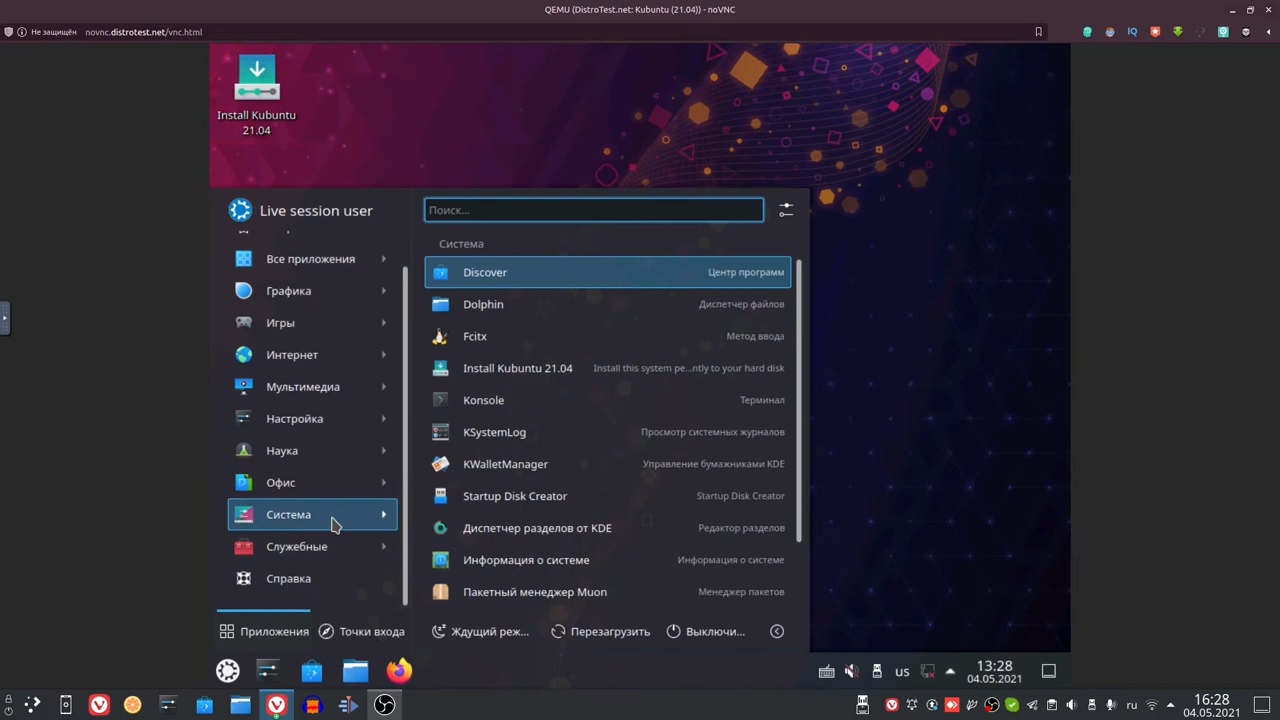 QEMU (DistroTest.net: Kubuntu (21.04)) - noVNC
Не защищён novnc.distrotest.net/vnc.html
Install Kubuntu
21.04
Live session user
Поиск...
Все приложения
Графика
Игры
Интернет
Мультимедиа
Настройка
Наука
Офис
Система
Служебные
Справка
Система
Discover Центр программ
Dolphin Диспетчер файлов
Fcitx Метод ввода
Install Kubuntu 21.04 Install this system pe...ntly to your hard disk
Konsole Терминал
KSystemLog Просмотр системных журналов
KWalletManager Управление бумажниками KDE
Startup Disk Creator Startup Disk Creator
Диспетчер разделов от KDE Редактор разделов
Информация о системе Информация о системе
Пакетный менеджер Muon Менеджер пакетов
Приложения Точки входа Ждущий реж... Перезагрузить Выключи...
us 13:28
04.05.2021
ru 16:28
04.05.2021